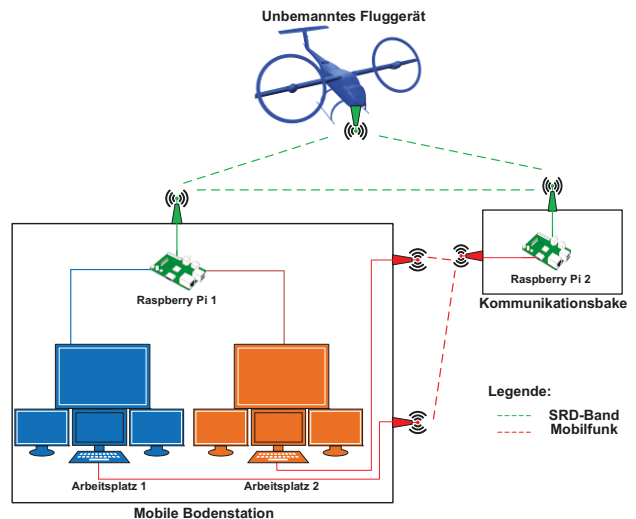 Unbemanntes Fluggerät
Raspberry Pi 1
Raspberry Pi 2
Kommunikationsbake
Arbeitsplatz 1
Arbeitsplatz 2
Mobile Bodenstation
Legende:
SRD-Band
Mobilfunk